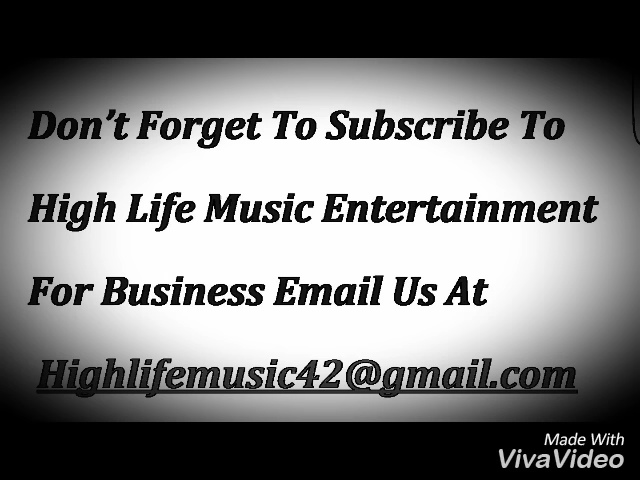 Don't Forget To Subscribe To
High Life Music Entertainment
For Business Email Us At
Highlifemusic42@gmail.com
Made With
VivaVideo